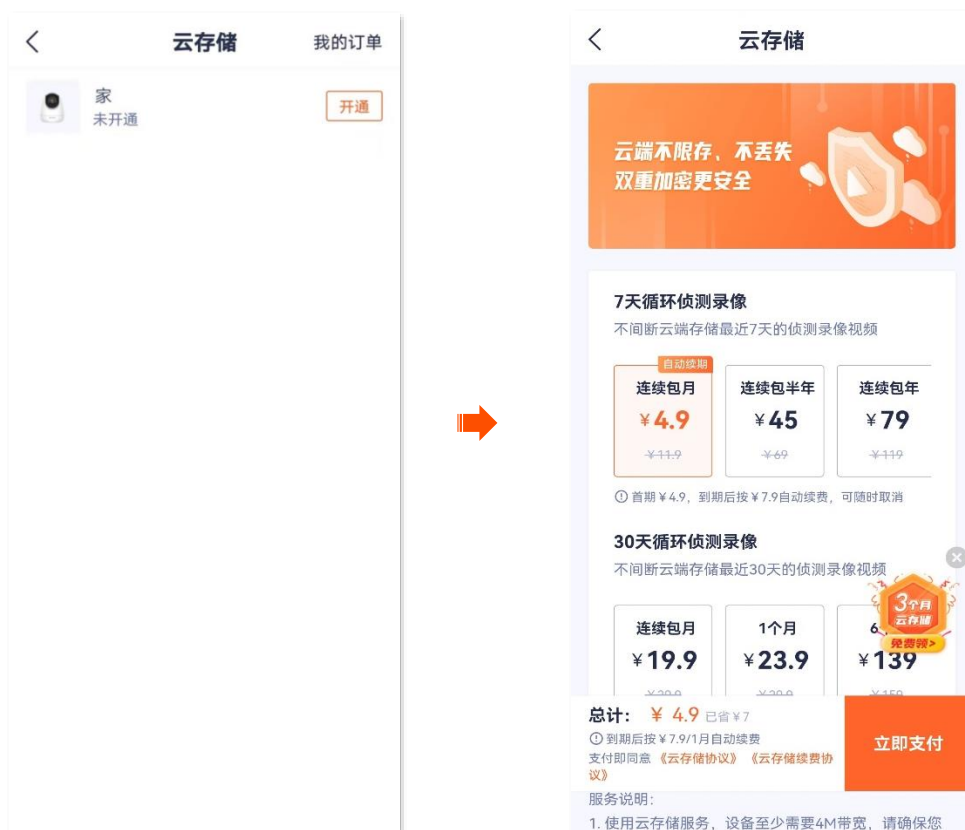 云存储
我的订单
家
未开通
开通
云存储
云端不限存、不丢失
双重加密更安全
7天循环侦测录像
不间断云端存储最近7天的侦测录像视频
自动续期
连续包月
¥4.9
¥11.9
连续包半年
¥45
¥69
连续包年
¥79
¥119
首期¥4.9，到期后按¥7.9自动续费，可随时取消
30天循环侦测录像
不间断云端存储最近30天的侦测录像视频
3个月
云存储
免费领>
连续包月
¥19.9
1个月
¥23.9
6
¥139
总计： ¥ 4.9 已省¥7
到期后按¥7.9/1月自动续费
支付即同意《云存储协议》《云存储续费协
议》
立即支付
服务说明：
1. 使用云存储服务，设备至少需要4M带宽，请确保您